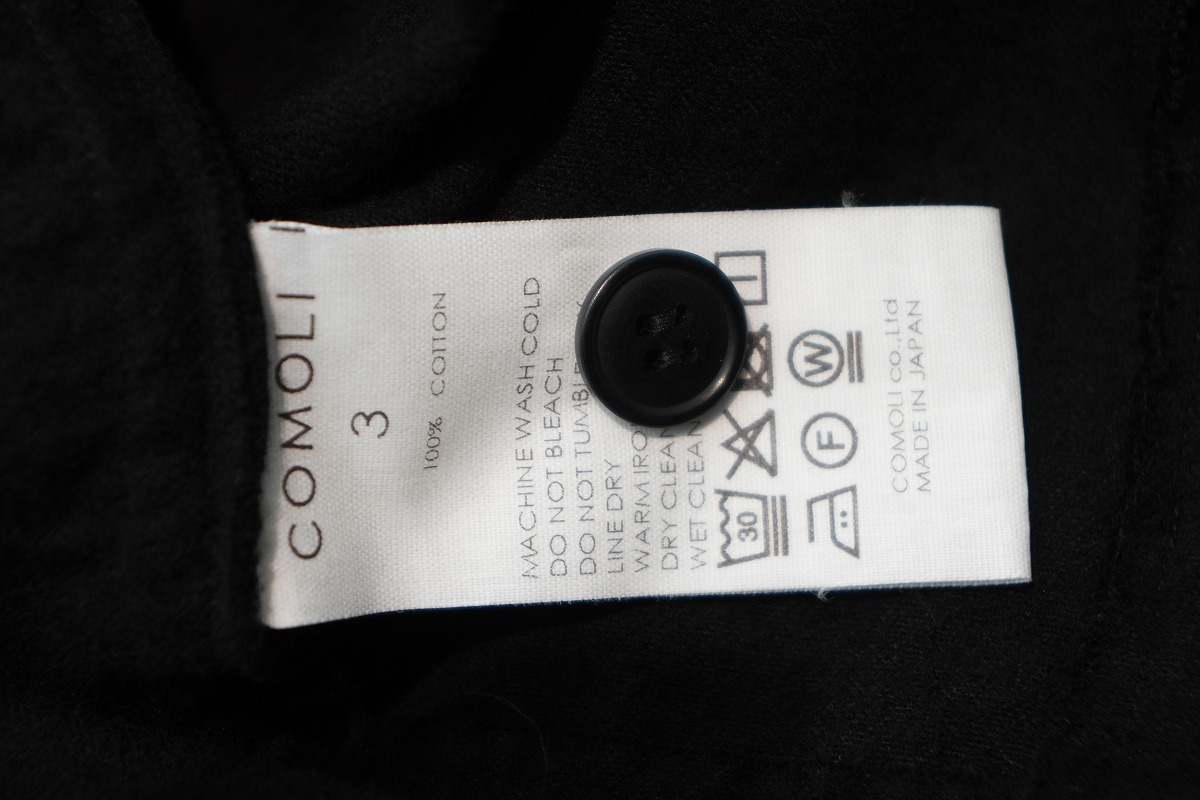 COMOLI
3
100% COTTON
MACHINE WASH COLD
DO NOT BLEACH
DO NOT
LINE DRY
WARM
DRY CLEAN
WET CLEAN
30
F
W
COMOLI CO.,Ltd
MADE IN JAPAN